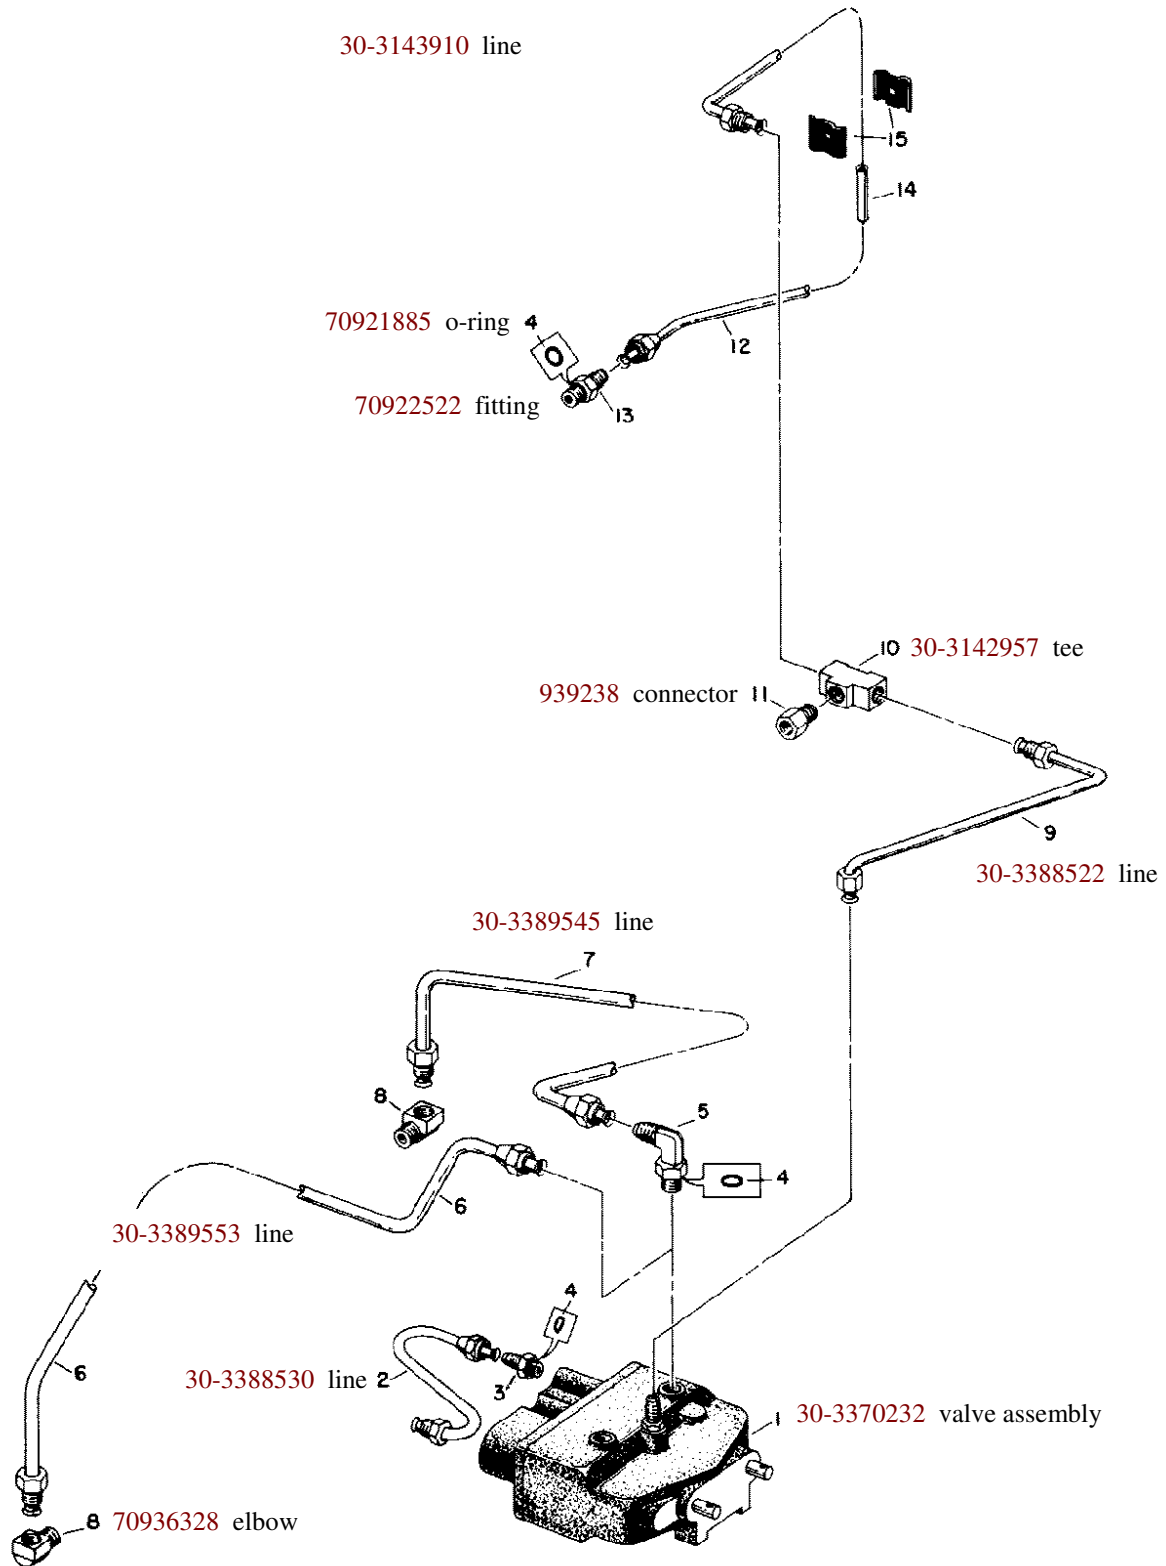 30-3143910 line
15
14
70921885 o-ring 4
12
70922522 fitting
13
10 30-3142957 tee
939238 connector 11
9
30-3388522 line
30-3389545 line
7
8
5
4
6
30-3389553 line
4
6
30-3388530 line 2
3
1 30-3370232 valve assembly
8 70936328 elbow